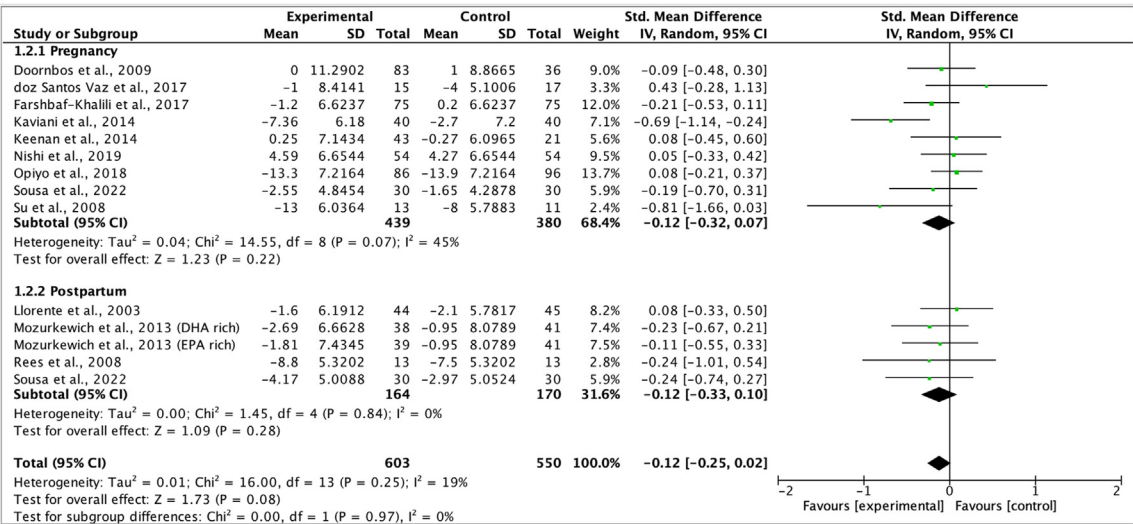 Experimental Control Std. Mean Difference Std. Mean Difference
Study or Subgroup Mean SD Total Mean SD Total Weight IV, Random, 95% CI IV, Random, 95% CI
1.2.1 Pregnancy
Doornbos et al., 2009 0 11.2902 83 1 8.8665 36 9.0% -0.09 [-0.48, 0.30]
doz Santos Vaz et al., 2017 -1 8.4141 15 -4 5.1006 17 3.3% 0.43 [-0.28, 1.13]
Farshbaf-Khalili et al., 2017 -1.2 6.6237 75 0.2 6.6237 75 12.0% -0.21 [-0.53, 0.11]
Kaviani et al., 2014 -7.36 6.18 40 -2.7 7.2 40 7.1% -0.69 [-1.14, -0.24]
Keenan et al., 2014 0.25 7.1434 43 -0.27 6.0965 21 5.6% 0.08 [-0.45, 0.60]
Nishi et al., 2019 4.59 6.6544 54 4.27 6.6544 54 9.5% 0.05 [-0.33, 0.42]
Opiyo et al., 2018 -13.3 7.2164 86 -13.9 7.2164 96 13.7% 0.08 [-0.21, 0.37]
Sousa et al., 2022 -2.55 4.8454 30 -1.65 4.2878 30 5.9% -0.19 [-0.70, 0.31]
Su et al., 2008 -13 6.0364 13 -8 5.7883 11 2.4% -0.81 [-1.66, 0.03]
Subtotal (95% CI) 439 380 68.4% -0.12 [-0.32, 0.07]
Heterogeneity: Tau² = 0.04; Chi² = 14.55, df = 8 (P = 0.07); I² = 45%
Test for overall effect: Z = 1.23 (P = 0.22)
1.2.2 Postpartum
Llorente et al., 2003 -1.6 6.1912 44 -2.1 5.7817 45 8.2% 0.08 [-0.33, 0.50]
Mozurkewich et al., 2013 (DHA rich) -2.69 6.6628 38 -0.95 8.0789 41 7.4% -0.23 [-0.67, 0.21]
Mozurkewich et al., 2013 (EPA rich) -1.81 7.4345 39 -0.95 8.0789 41 7.5% -0.11 [-0.55, 0.33]
Rees et al., 2008 -8.8 5.3202 13 -7.5 5.3202 13 2.8% -0.24 [-1.01, 0.54]
Sousa et al., 2022 -4.17 5.0088 30 -2.97 5.0524 30 5.9% -0.24 [-0.74, 0.27]
Subtotal (95% CI) 164 170 31.6% -0.12 [-0.33, 0.10]
Heterogeneity: Tau² = 0.00; Chi² = 1.45, df = 4 (P = 0.84); I² = 0%
Test for overall effect: Z = 1.09 (P = 0.28)
Total (95% CI) 603 550 100.0% -0.12 [-0.25, 0.02]
Heterogeneity: Tau² = 0.01; Chi² = 16.00, df = 13 (P = 0.25); I² = 19%
Test for overall effect: Z = 1.73 (P = 0.08)
Test for subgroup differences: Chi² = 0.00, df = 1 (P = 0.97), I² = 0%
-2 -1 0 1 2
Favours [experimental] Favours [control]